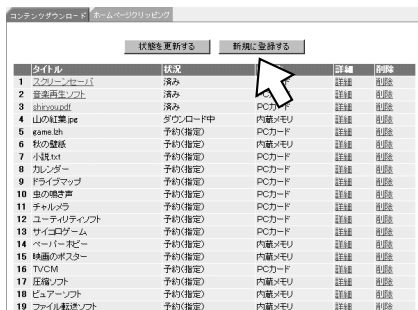 コンテンツダウンロード ホームページクリッピング
状態を更新する 新規に登録する
タイトル 状況 詳細 削除
1 スクリーンセーバ 済み 詳細 削除
2 音楽再生ソフト 済み 詳細 削除
3 shiryou.pdf 済み PCカード 詳細 削除
4 山の紅葉.jpg ダウンロード中 内蔵メモリ 詳細 削除
5 game.lzh 予約(指定) PCカード 詳細 削除
6 秋の壁紙 予約(指定) 内蔵メモリ 詳細 削除
7 小説.txt 予約(指定) PCカード 詳細 削除
8 カレンダー 予約(指定) PCカード 詳細 削除
9 ドライブマップ 予約(指定) PCカード 詳細 削除
10 虫の鳴き声 予約(指定) PCカード 詳細 削除
11 チャルメラ 予約(指定) PCカード 詳細 削除
12 ユーティリティソフト 予約(指定) PCカード 詳細 削除
13 サイコロゲーム 予約(指定) PCカード 詳細 削除
14 ペーパーホビー 予約(指定) 内蔵メモリ 詳細 削除
15 映画のポスター 予約(指定) 内蔵メモリ 詳細 削除
16 TVCM 予約(指定) PCカード 詳細 削除
17 圧縮ソフト 予約(指定) 内蔵メモリ 詳細 削除
18 ピュアーソフト 予約(指定) 内蔵メモリ 詳細 削除
19 ファイル転送ソフト 予約(指定) 内蔵メモリ 詳細 削除